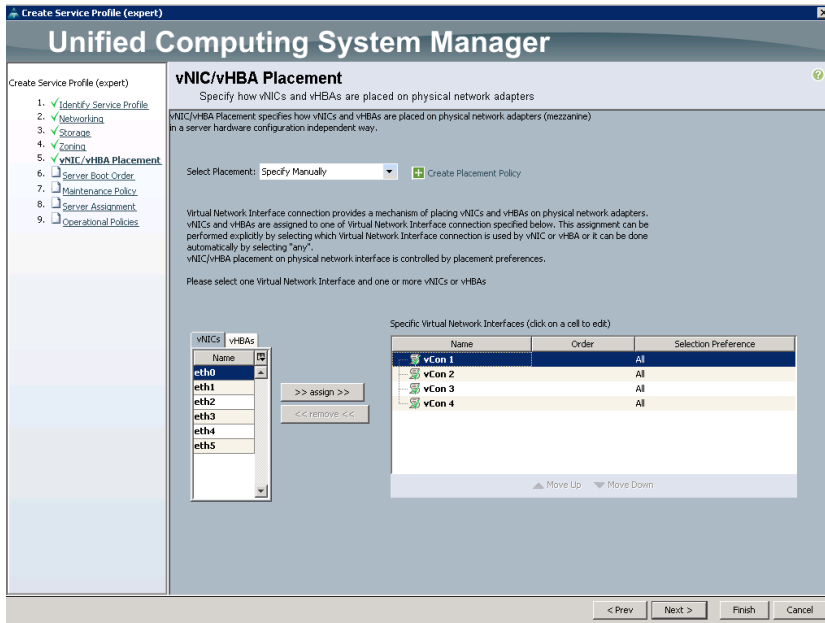 Create Service Profile (expert)
Unified Computing System Manager
Create Service Profile (expert)
1. Identify Service Profile
2. Networking
3. Storage
4. Zoning
5. vNIC/vHBA Placement
6. Server Boot Order
7. Maintenance Policy
8. Server Assignment
9. Operational Policies
vNIC/vHBA Placement
Specify how vNICs and vHBAs are placed on physical network adapters
vNIC/vHBA Placement specifies how vNICs and vHBAs are placed on physical network adapters (mezzanine)
in a server hardware configuration independent way.
Select Placement: Specify Manually
Create Placement Policy
Virtual Network Interface connection provides a mechanism of placing vNICs and vHBAs on physical network adapters.
vNICs and vHBAs are assigned to one of Virtual Network Interface connection specified
below. This assignment can be
performed explicitly by selecting which Virtual Network Interface connection is used by vNIC or vHBA or it can be done
automatically by selecting "any".
vNIC/vHBA placement on physical network interface is controlled by placement preferences.
Please select one Virtual Network Interface and one or more vNICs or vHBAs
vNICs vHBAs
Name
eth0
eth1
eth2
eth3
eth4
eth5
>> assign >>
<< remove <<
Specific Virtual Network Interfaces (click on a cell to edit)
Name Order Selection Preference
vCon 1 All
vCon 2 All
vCon 3 All
vCon 4 All
Move Up Move Down
< Prev Next > Finish Cancel